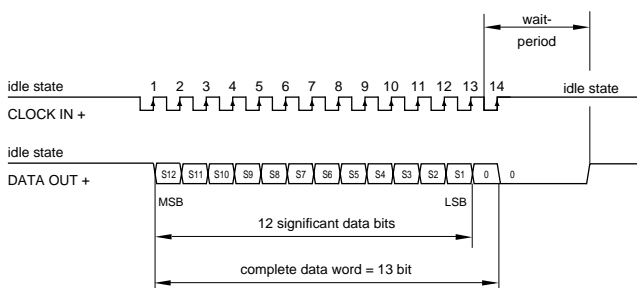 wait-
period
1 2 3 4 5 6 7 8 9 10 11 12 13 14
idle state
idle state
CLOCK IN +
idle state
DATA OUT +
S12 S11 S10 S9 S8 S7 S6 S5 S4 S3 S2 S1 0 0
MSB
LSB
12 significant data bits
complete data word = 13 bit